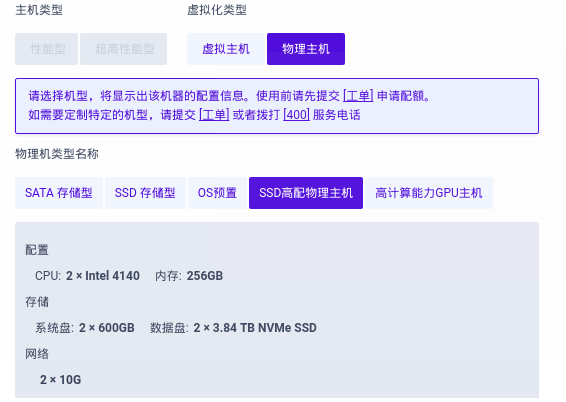 主机类型 虚拟化类型
性能型 超高性能型 虚拟主机 物理主机
请选择机型，将显示出该机器的配置信息。使用前请先提交 [工单] 申请配额。
如需要定制特定的机型，请提交 [工单] 或者拨打 [400] 服务电话
物理机类型名称
SATA 存储型 SSD 存储型 OS预置 SSD高配物理主机 高计算能力GPU主机
配置
CPU: 2 × Intel 4140 内存: 256GB
存储
系统盘: 2 × 600GB 数据盘: 2 × 3.84 TB NVMe SSD
网络
2 × 10G